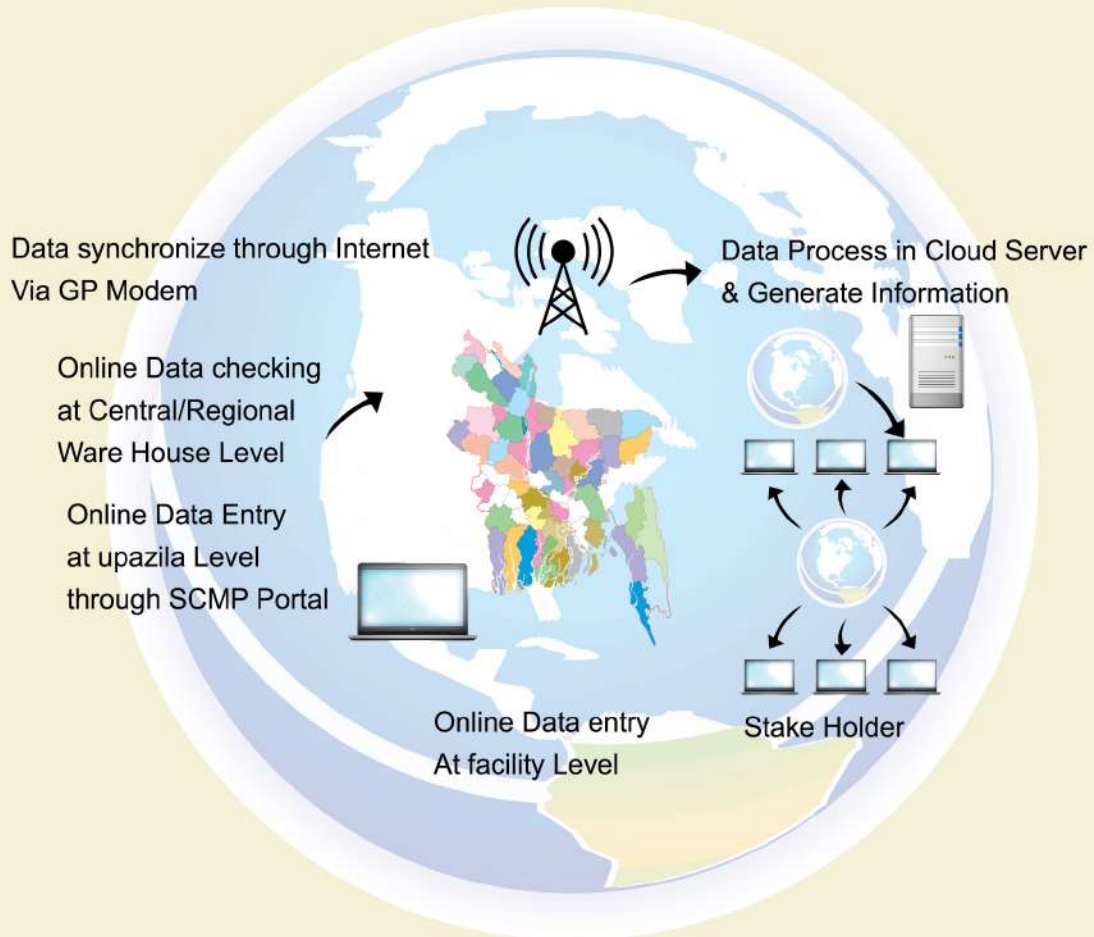 Data synchronize through Internet
Via GP Modem
Data Process in Cloud Server
& Generate Information
Online Data checking
at Central/Regional
Ware House Level
Online Data Entry
at upazila Level
through SCMP Portal
Online Data entry
At facility Level
Stake Holder